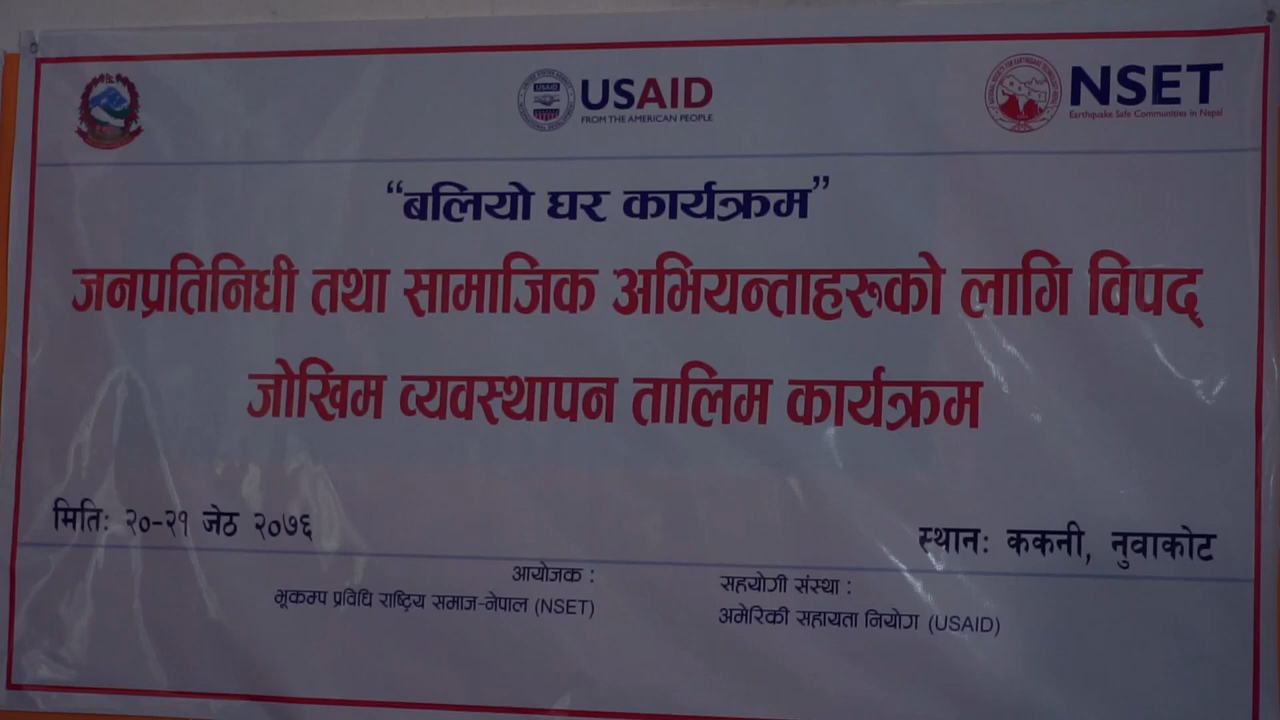 USAID
FROM THE AMERICAN PEOPLE
NSET
Earthquake Safe Communities in Nepal
“बलियो घर कार्यक्रम”
जनप्रतिनिधी तथा सामाजिक अभियन्ताहरुको लागि विपद्
जोखिम व्यवस्थापन तालिम कार्यक्रम
मितिः २०-२१ जेठ २०७६
स्थानः ककनी, नुवाकोट
आयोजक :
भूकम्प प्रविधि राष्ट्रिय समाज-नेपाल (NSET)
सहयोगी संस्था :
अमेरिकी सहायता नियोग (USAID)